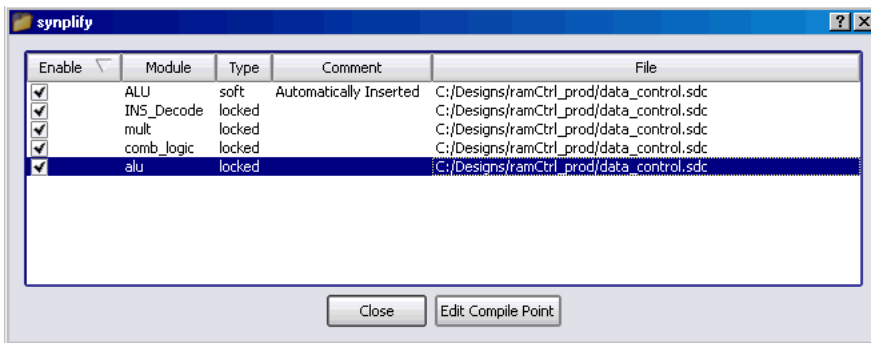 synplify
Enable Module Type Comment File
ALU soft Automatically Inserted C:/Designs/ramCtrl_prod/data_control.sdc
INS_Decode locked C:/Designs/ramCtrl_prod/data_control.sdc
mult locked C:/Designs/ramCtrl_prod/data_control.sdc
comb_logic locked C:/Designs/ramCtrl_prod/data_control.sdc
alu locked C:/Designs/ramCtrl_prod/data_control.sdc
Close Edit Compile Point